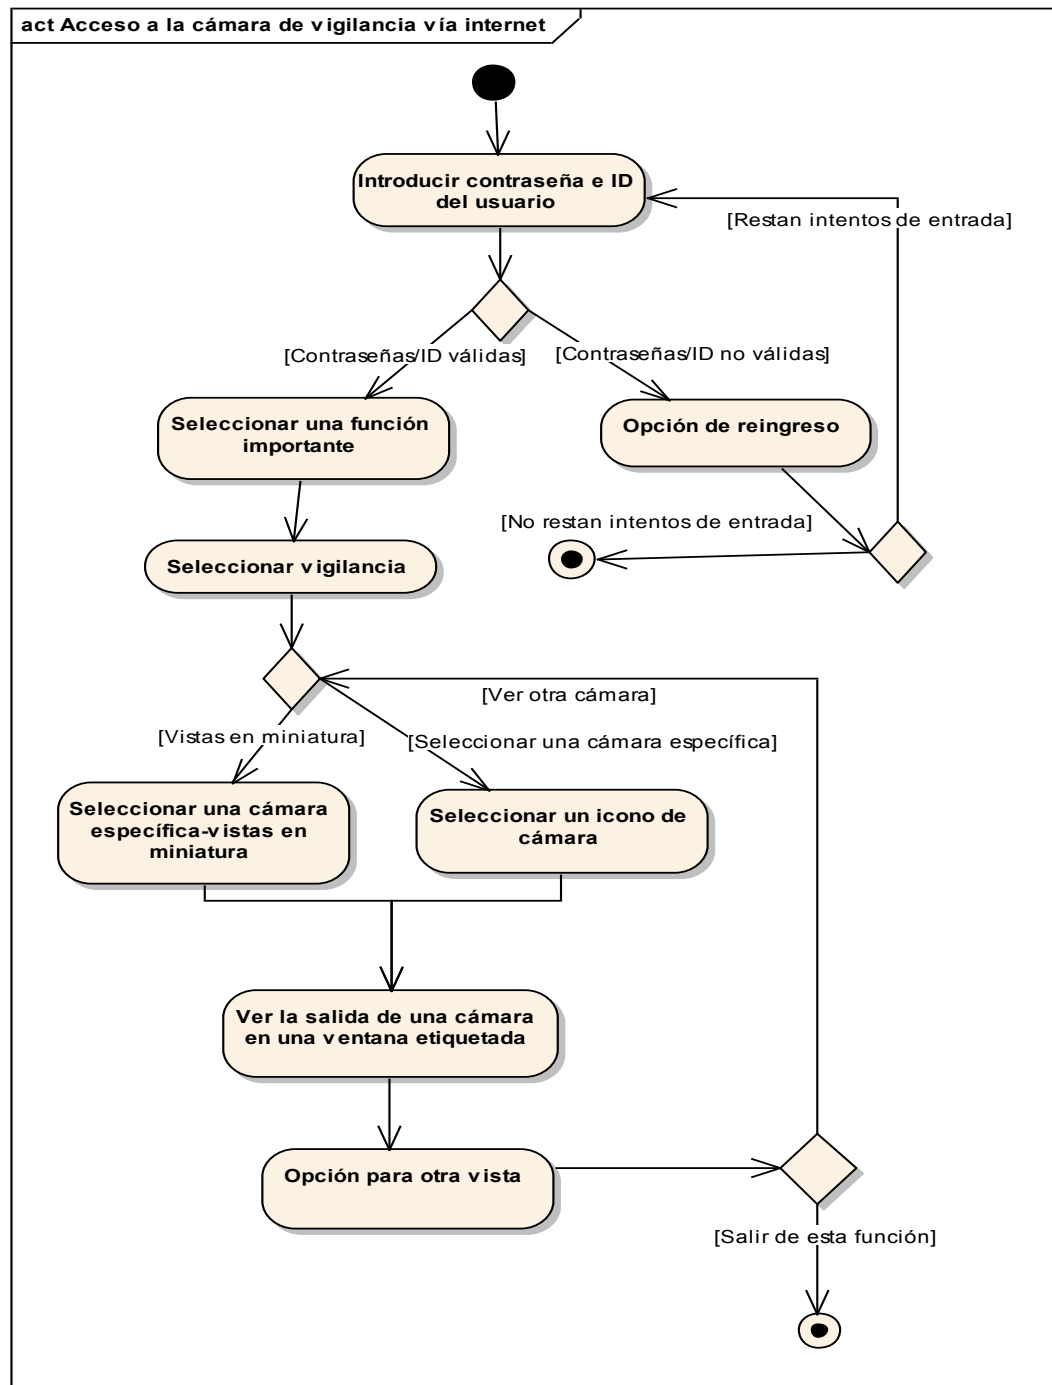 act Acceso a la cámara de vigilancia vía internet
Introducir contraseña e ID
del usuario
[Restan intentos de entrada]
[Contraseñas/ID válidas]
[Contraseñas/ID no válidas]
Seleccionar una función
importante
Opción de reingreso
[No restan intentos de entrada]
Seleccionar vigilancia
[Ver otra cámara]
[Vistas en miniatura]
[Seleccionar una cámara específica]
Seleccionar una cámara
específica-vistas en
miniatura
Seleccionar un icono de
cámara
Ver la salida de una cámara
en una ventana etiquetada
Opción para otra vista
[Salir de esta función]